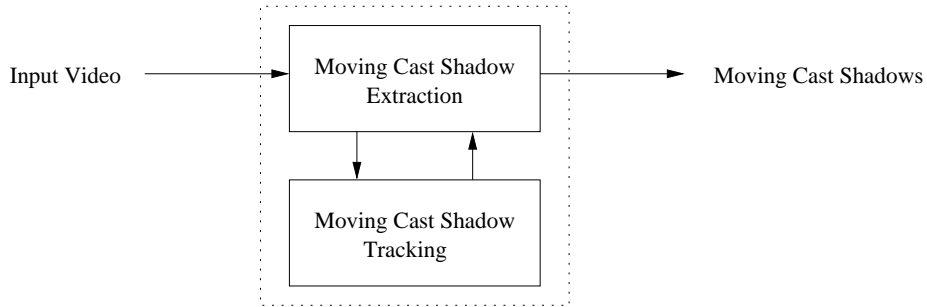 Input Video
Moving Cast Shadow
Extraction
Moving Cast Shadows
Moving Cast Shadow
Tracking